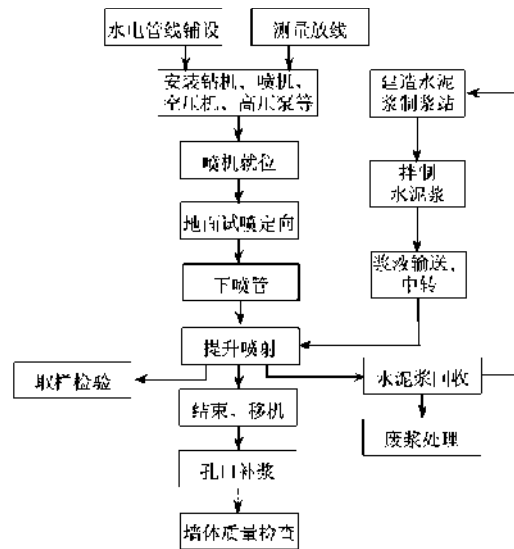 水电管线铺设
测量放线
安装钻机、喷机、
空压机、高压泵等
建造水泥
浆制浆站
喷机就位
拌制
水泥浆
地面试喷定向
浆液输送、
中转
下喷管
提升喷射
取样检验
水泥浆回收
结束、移机
废浆处理
孔口补浆
墙体质量检查